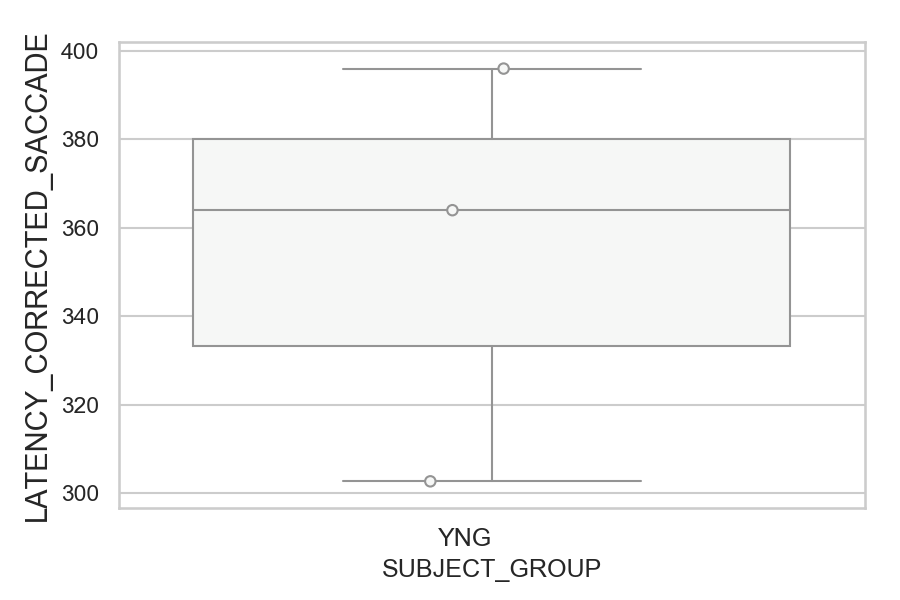 LATENCY_CORRECTED_SACCADE
400
380
360
340
320
300
YNG
SUBJECT_GROUP